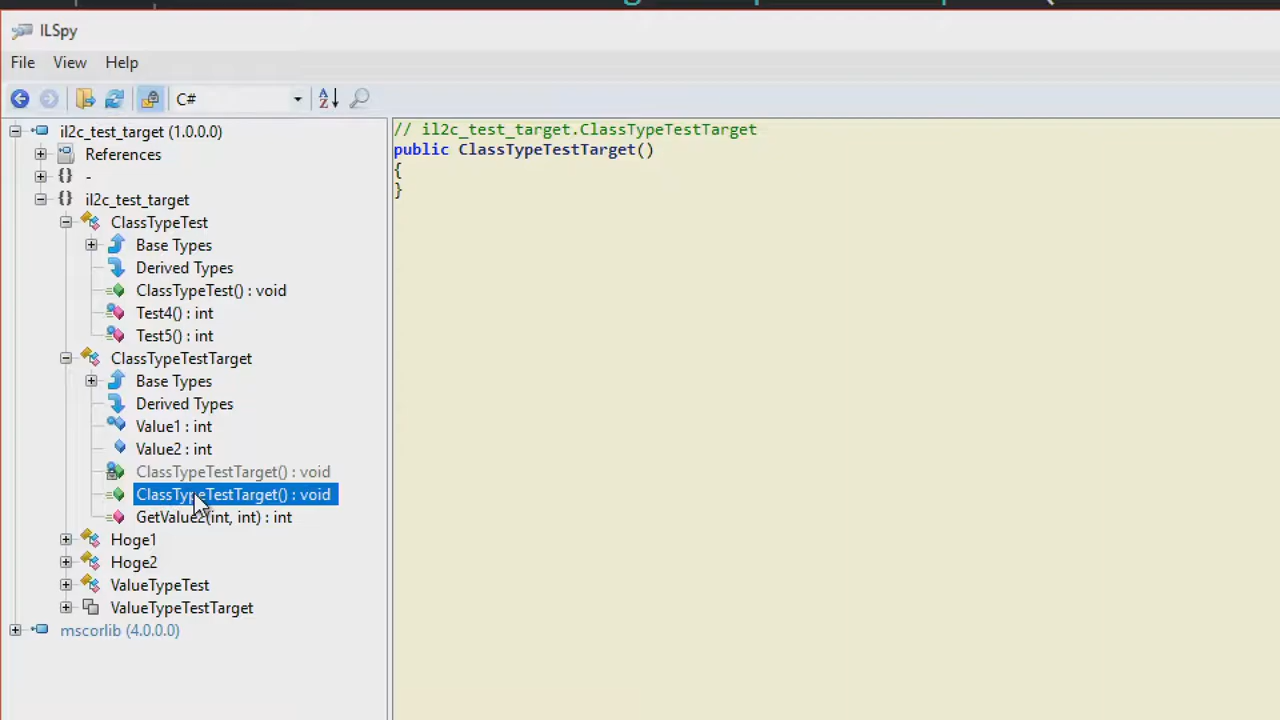 ILSpy
File View Help
C#
il2c_test_target (1.0.0.0)
References
-
il2c_test_target
ClassTypeTest
Base Types
Derived Types
ClassTypeTest() : void
Test4() : int
Test5() : int
ClassTypeTestTarget
Base Types
Derived Types
Value1 : int
Value2 : int
ClassTypeTestTarget() : void
ClassTypeTestTarget() : void
GetValue2(int, int) : int
Hoge1
Hoge2
ValueTypeTest
ValueTypeTestTarget
mscorlib (4.0.0.0)
// il2c_test_target.ClassTypeTestTarget
public ClassTypeTestTarget()
{
}